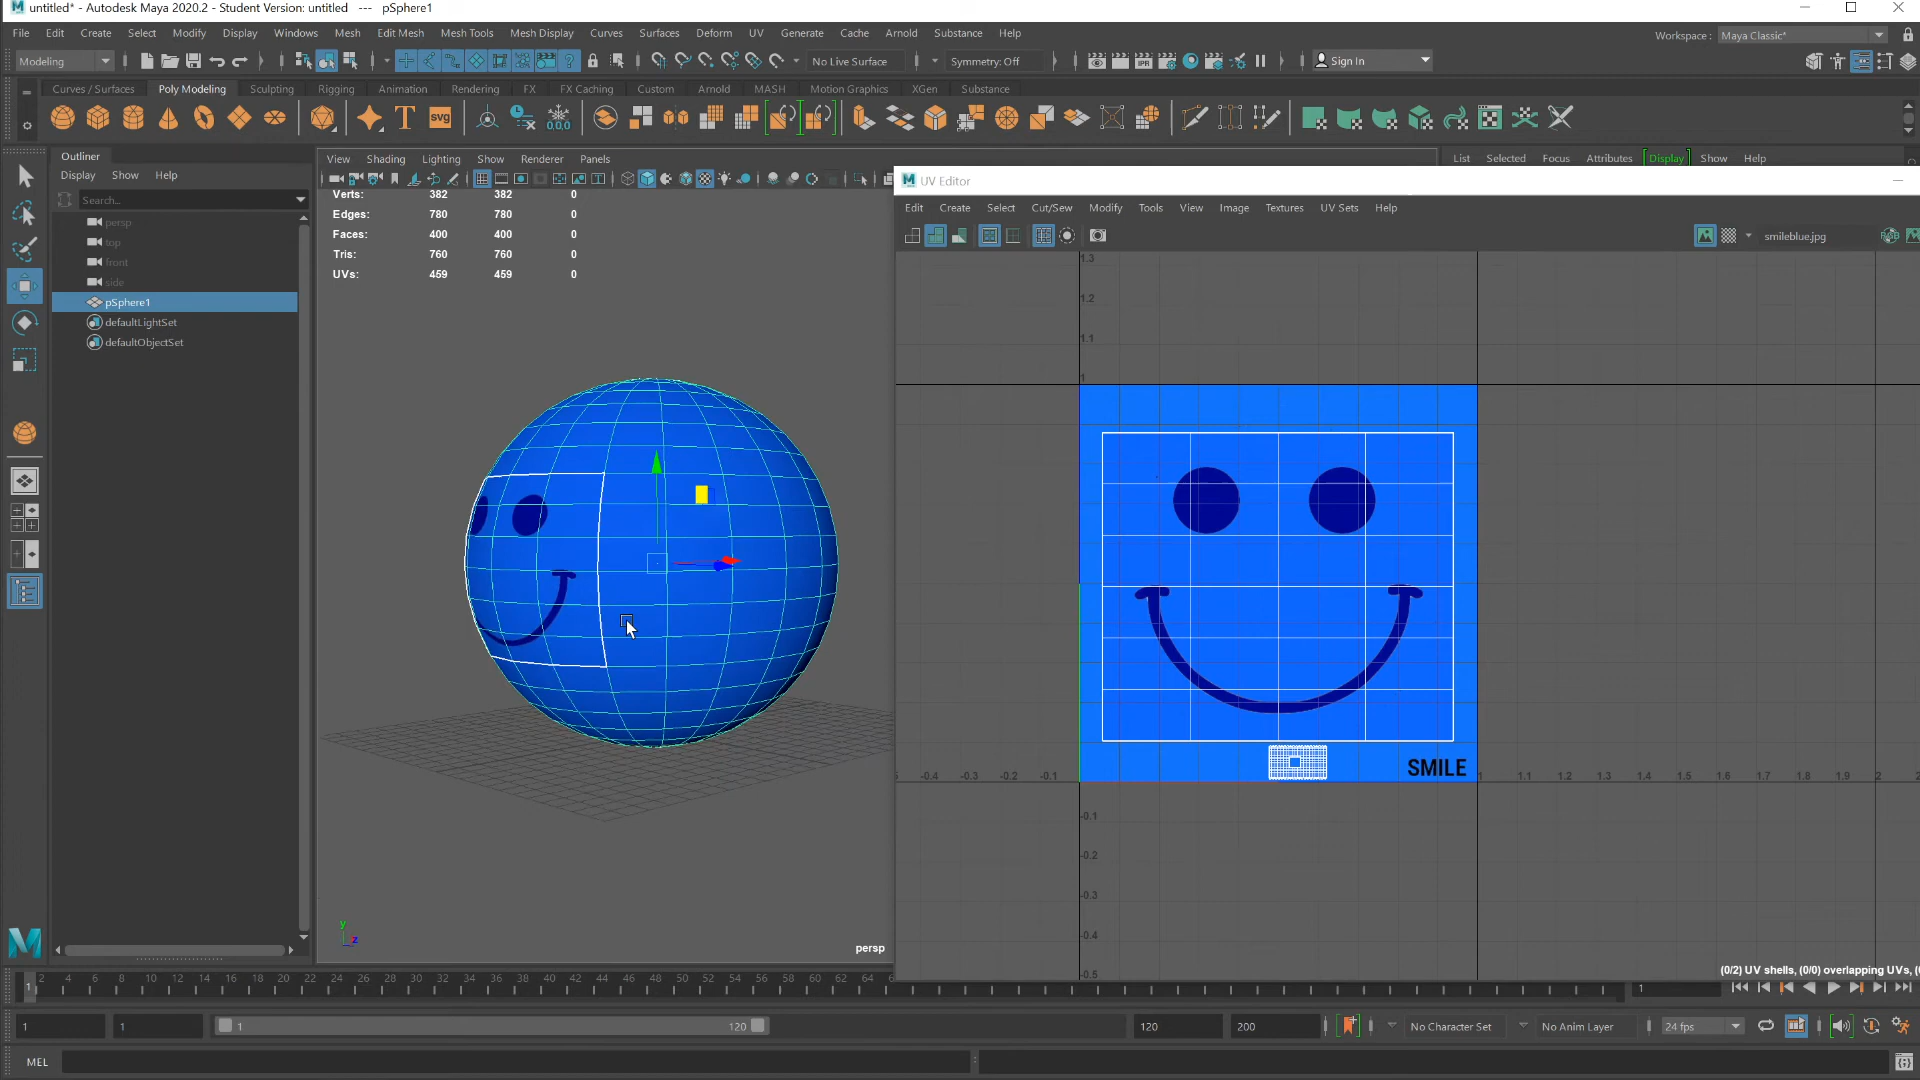 untitled* - Autodesk Maya 2020.2 - Student Version: untitled --- pSphere1
File Edit Create Select Modify Display Windows Mesh Edit Mesh Mesh Tools Mesh Display Curves Surfaces Deform UV Generate Cache Arnold Substance Help
Workspace : Maya Classic*
Modeling
No Live Surface
Symmetry: Off
Sign In
Curves / Surfaces Poly Modeling Sculpting Rigging Animation Rendering FX FX Caching Custom Arnold MASH Motion Graphics XGen Substance
T
svg
0,0,0
IPR
Outliner
Display Show Help
Search...
persp
top
front
side
pSphere1
defaultLightSet
defaultObjectSet
View Shading Lighting Show Renderer Panels
Verts: 382 382 0
Edges: 780 780 0
Faces: 400 400 0
Tris: 760 760 0
UVs: 459 459 0
y
z
persp
List Selected Focus Attributes Display Show Help
UV Editor
Edit Create Select Cut/Sew Modify Tools View Image Textures UV Sets Help
smileblue.jpg
RGB
1.3
1.2
1.1
1
SMILE
-0.4 -0.3 -0.2 -0.1 1 1.1 1.2 1.3 1.4 1.5 1.6 1.7 1.8 1.9 2
-0.1
-0.2
-0.3
-0.4
-0.5
(0/2) UV shells, (0/0) overlapping UVs,
2 4 6 8 10 12 14 16 18 20 22 24 26 28 30 32 34 36 38 40 42 44 46 48 50 52 54 56 58 60 62
1
1
1 1 1 120 120 200 No Character Set No Anim Layer 24 fps
MEL